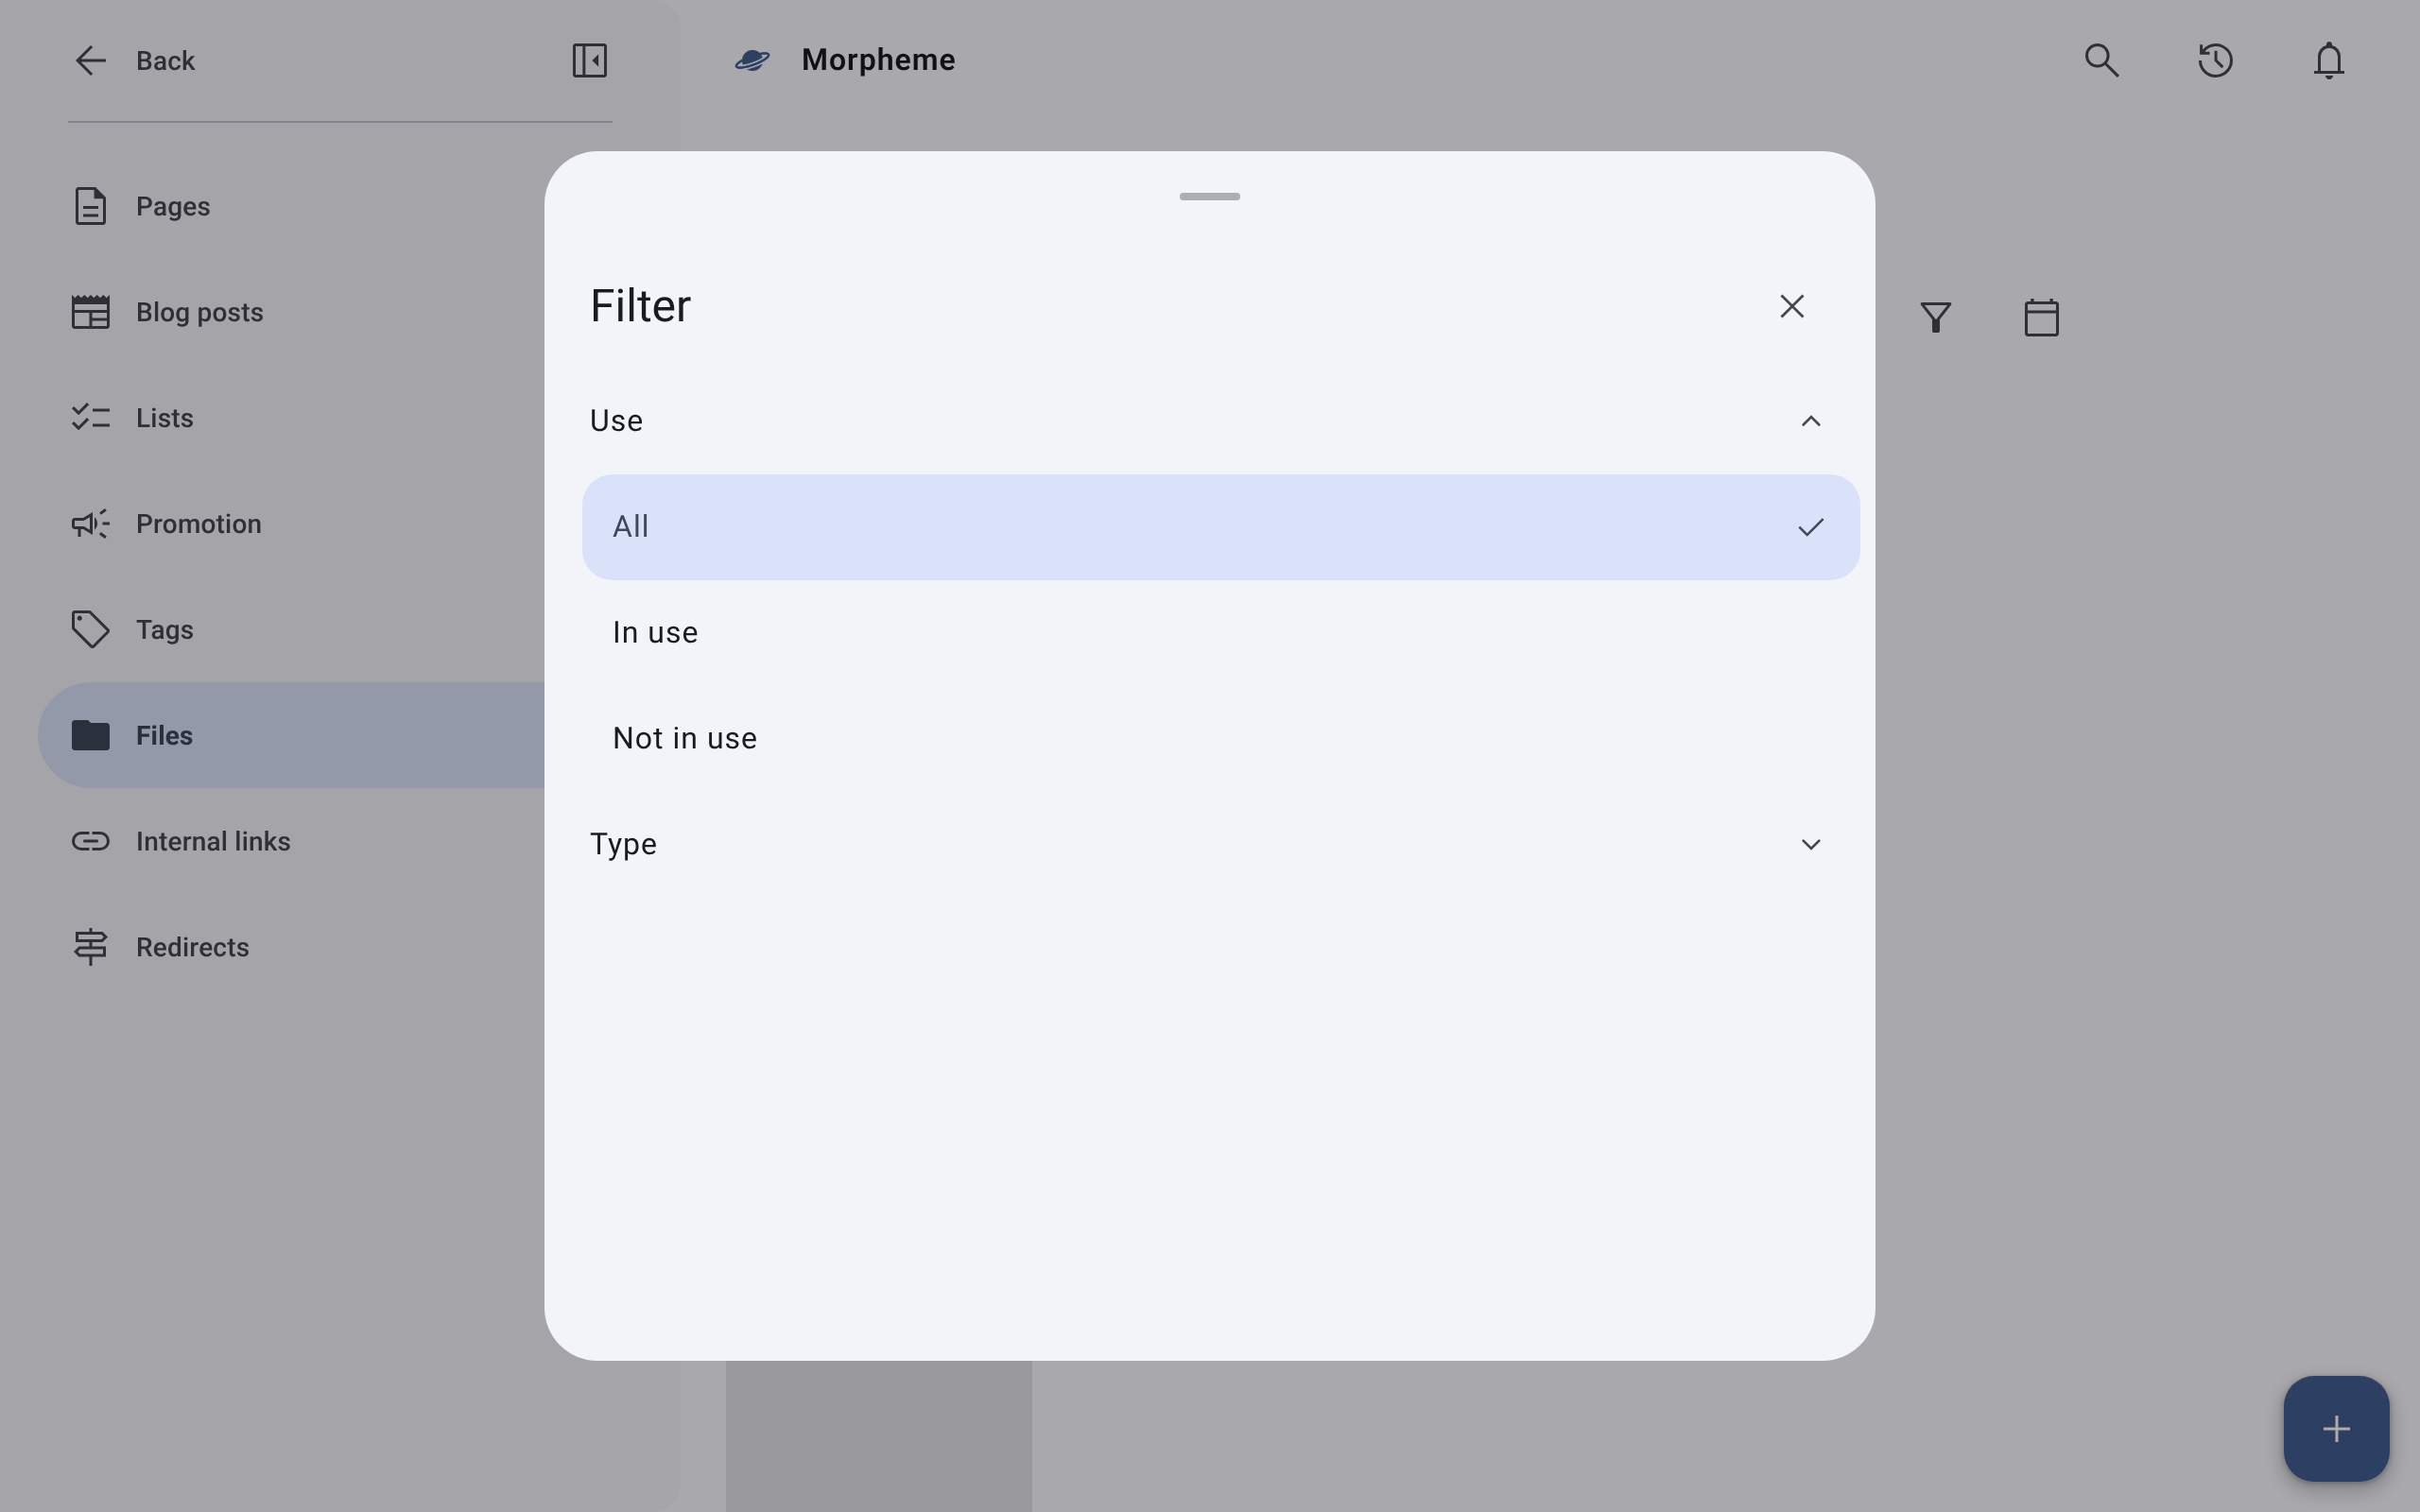 Back
Morpheme
Pages
Blog posts
Lists
Promotion
Tags
Files
Internal links
Redirects
Filter
Use
All
In use
Not in use
Type